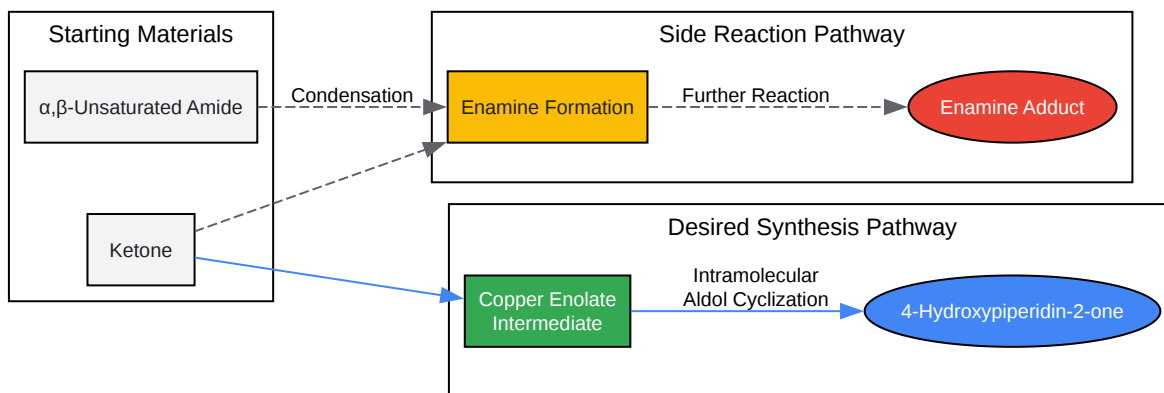 Starting Materials
α,β-Unsaturated Amide
Ketone
Side Reaction Pathway
Condensation
Enamine Formation
Further Reaction
Enamine Adduct
Desired Synthesis Pathway
Copper Enolate
Intermediate
Intramolecular
Aldol Cyclization
4-Hydroxypiperidin-2-one